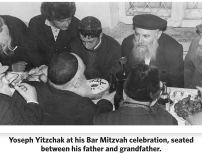 Yoseph Yitzchak at his Bar Mitzvah celebration, seated
between his father and grandfather.